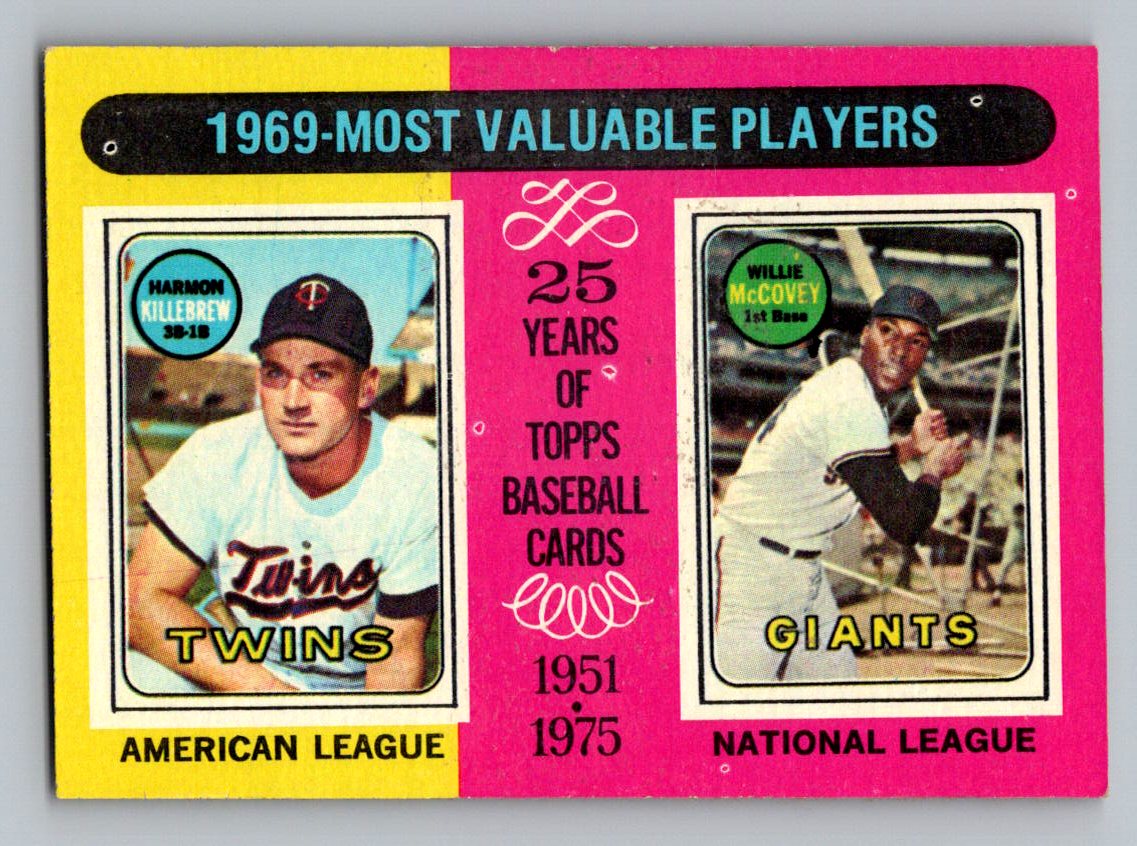 1969-MOST VALUABLE PLAYERS
HARMON
KILLEBREW
3B-1B
TC
Twins
TWINS
AMERICAN LEAGUE
25
YEARS
OF
TOPPS
BASEBALL
CARDS
1951
•
1975
WILLIE
McCOVEY
1st Base
GIANTS
NATIONAL LEAGUE